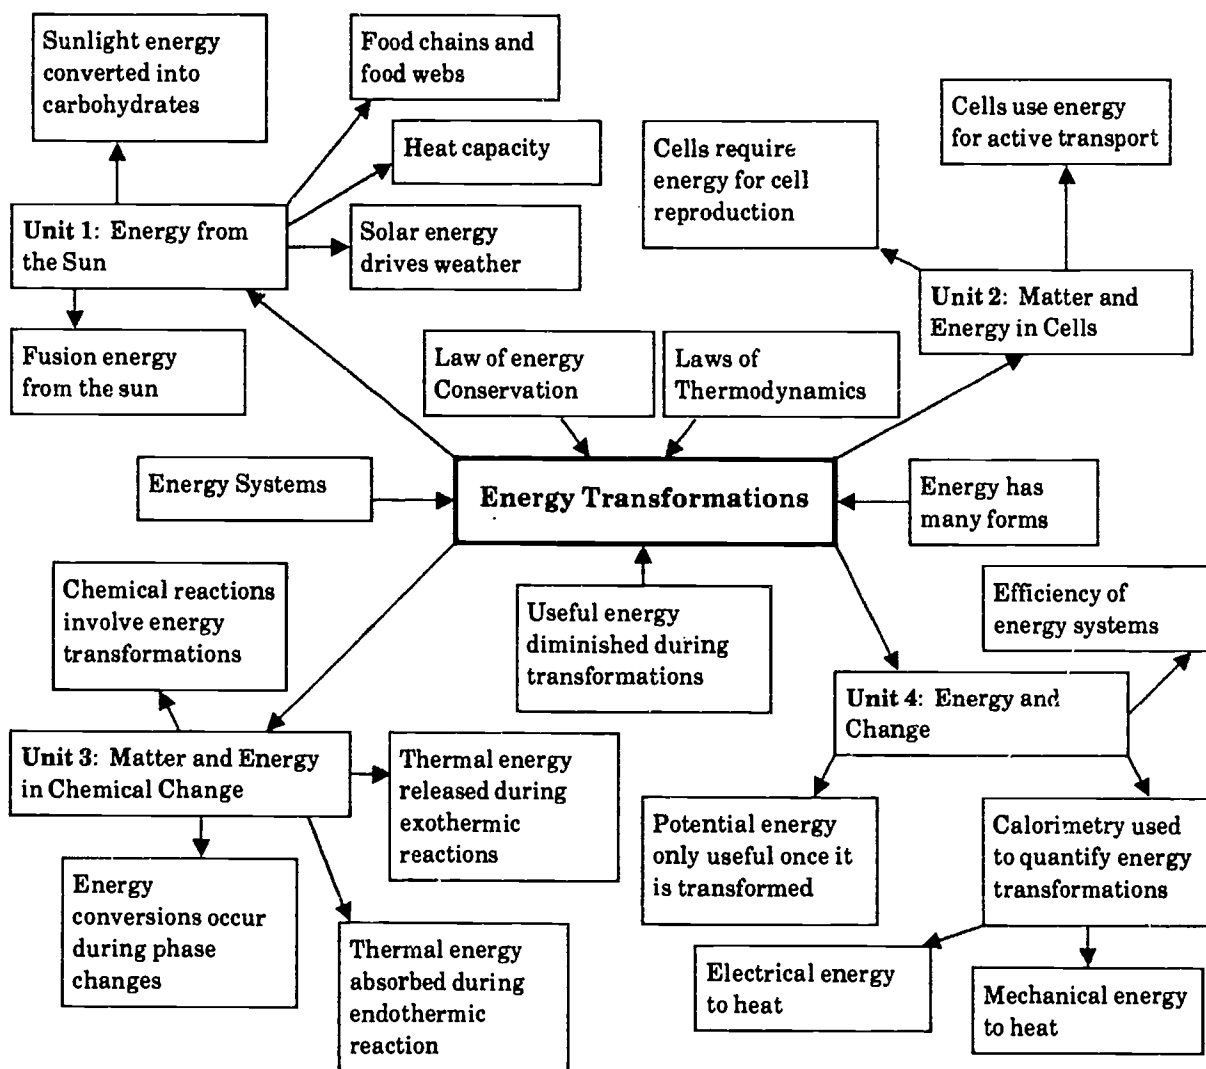 Sunlight energy
converted into
carbohydrates
Food chains and
food webs
Heat capacity
Cells require
energy for cell
reproduction
Cells use energy
for active transport
Unit 1: Energy from
the Sun
Solar energy
drives weather
Unit 2: Matter and
Energy in Cells
Fusion energy
from the sun
Law of energy
Conservation
Laws of
Thermodynamics
Energy Systems
Energy Transformations
Energy has
many forms
Chemical reactions
involve energy
transformations
Useful energy
diminished during
transformations
Efficiency of
energy systems
Unit 3: Matter and Energy
in Chemical Change
Thermal energy
released during
exothermic
reactions
Unit 4: Energy and
Change
Energy
conversions occur
during phase
changes
Thermal energy
absorbed during
endothermic
reaction
Potential energy
only useful once it
is transformed
Calorimetry used
to quantify energy
transformations
Electrical energy
to heat
Mechanical energy
to heat